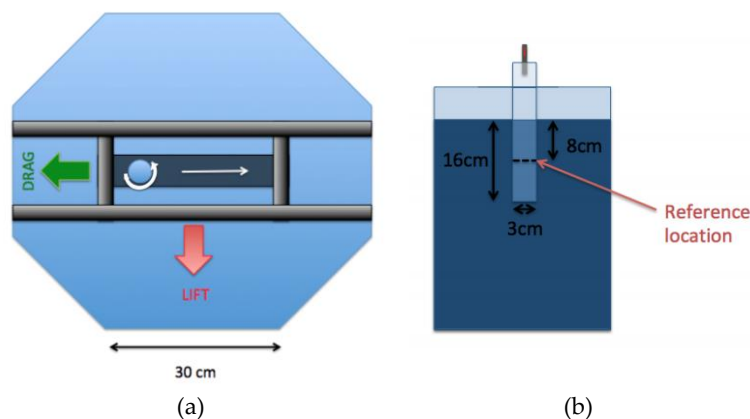 DRAG
LIFT
30 cm
(a)
16cm
8cm
3cm
Reference
location
(b)